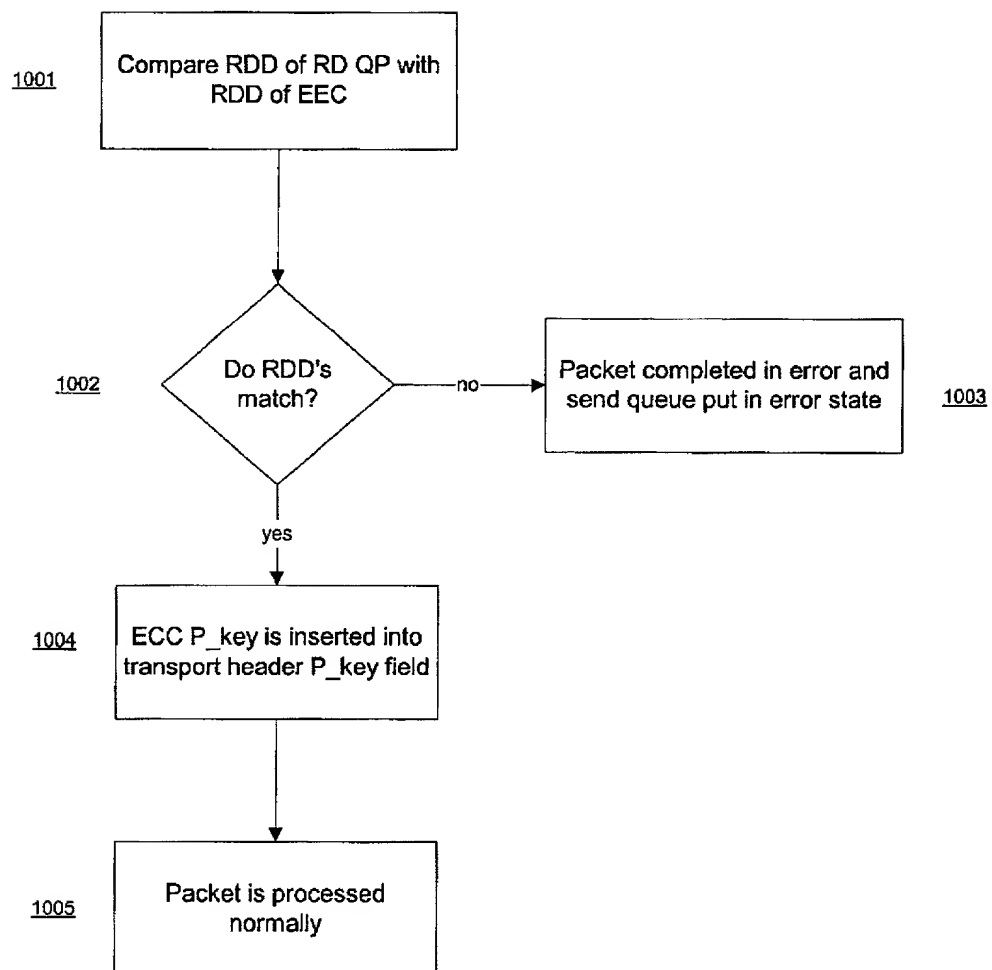 1001
Compare RDD of RD QP with
RDD of EEC
1002
Do RDD's
match?
no
Packet completed in error and
send queue put in error state
1003
yes
1004
ECC P_key is inserted into
transport header P_key field
1005
Packet is processed
normally